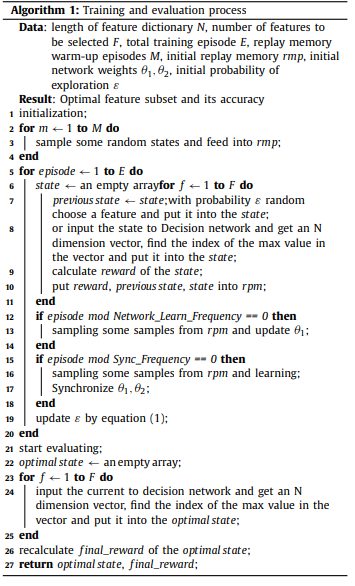 Algorithm 1: Training and evaluation process
Data: length of feature dictionary N, number of features to
be selected F, total training episode E, replay memory
warm-up episodes M, initial replay memory rmp, initial
network weights θ₁, θ₂, initial probability of
exploration ε
Result: Optimal feature subset and its accuracy
1 initialization;
2 for m ← 1 to M do
3 sample some random states and feed into rmp;
4 end
5 for episode ← 1 to E do
6 state ← an empty arrayfor f ← 1 to F do
7 previous state ← state;with probability ε random
choose a feature and put it into the state;
8 or input the state to Decision network and get an N
dimension vector, find the index of the max value in
the vector and put it into the state;
9 calculate reward of the state;
10 put reward, previous state, state into rpm;
11 end
12 if episode mod Network_Learn_Frequency == 0 then
13 sampling some samples from rpm and update θ₁;
14 end
15 if episode mod Sync_Frequency == 0 then
16 sampling some samples from rpm and learning;
17 Synchronize θ₁, θ₂;
18 end
19 update ε by equation (1);
20 end
21 start evaluating;
22 optimal state ← an empty array;
23 for f ← 1 to F do
24 input the current to decision network and get an N
dimension vector, find the index of the max value in the
vector and put it into the optimal state;
25 end
26 recalculate final_reward of the optimal state;
27 return optimal state, final_reward;